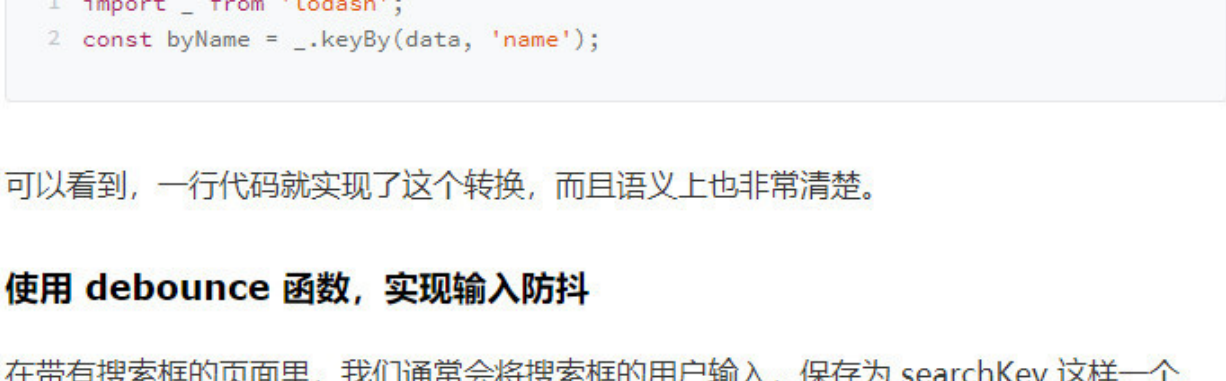 1 import _ from 'lodash';
2 const byName = _.keyBy(data, 'name');
可以看到，一行代码就实现了这个转换，而且语义上也非常清楚。
使用 debounce 函数，实现输入防抖
在带有搜索框的页面里，我们通常会将搜索框的用户输入，保存为 searchKey 这样一个